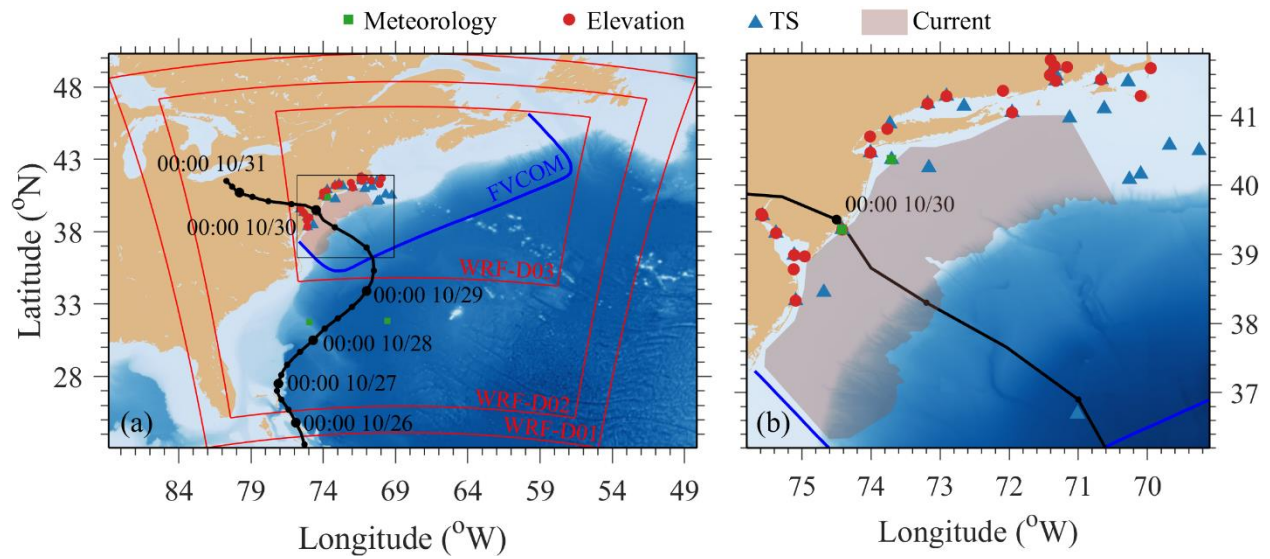 Meteorology Elevation TS Current
48
43
38
33
28
Latitude (°N)
00:00 10/31
00:00 10/30
00:00 10/29
00:00 10/28
00:00 10/27
00:00 10/26
FVCOM
WRF-D03
WRF-D02
WRF-D01
(a)
84 79 74 69 64 59 54 49
Longitude (°W)
00:00 10/30
(b)
41
40
39
38
37
75 74 73 72 71 70
Longitude (°W)